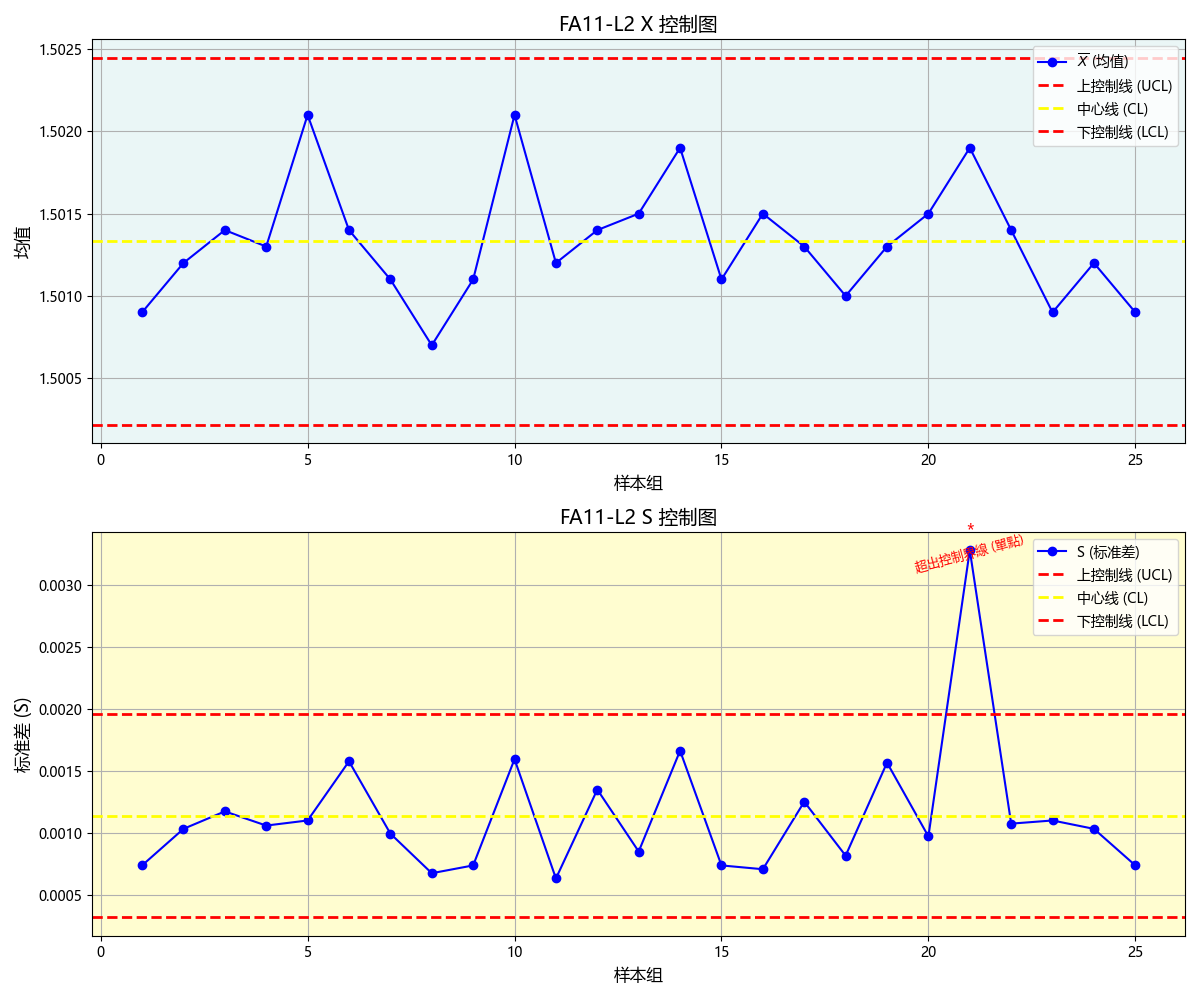 FA11-L2 X 控制图
1.5025
1.5020
1.5015
1.5010
1.5005
均值
X (均值)
上控制线 (UCL)
中心线 (CL)
下控制线 (LCL)
0 5 10 15 20 25
样本组
FA11-L2 S 控制图
*
超出控制界線 (單點)
0.0030
0.0025
0.0020
0.0015
0.0010
0.0005
标准差 (S)
S (标准差)
上控制线 (UCL)
中心线 (CL)
下控制线 (LCL)
0 5 10 15 20 25
样本组